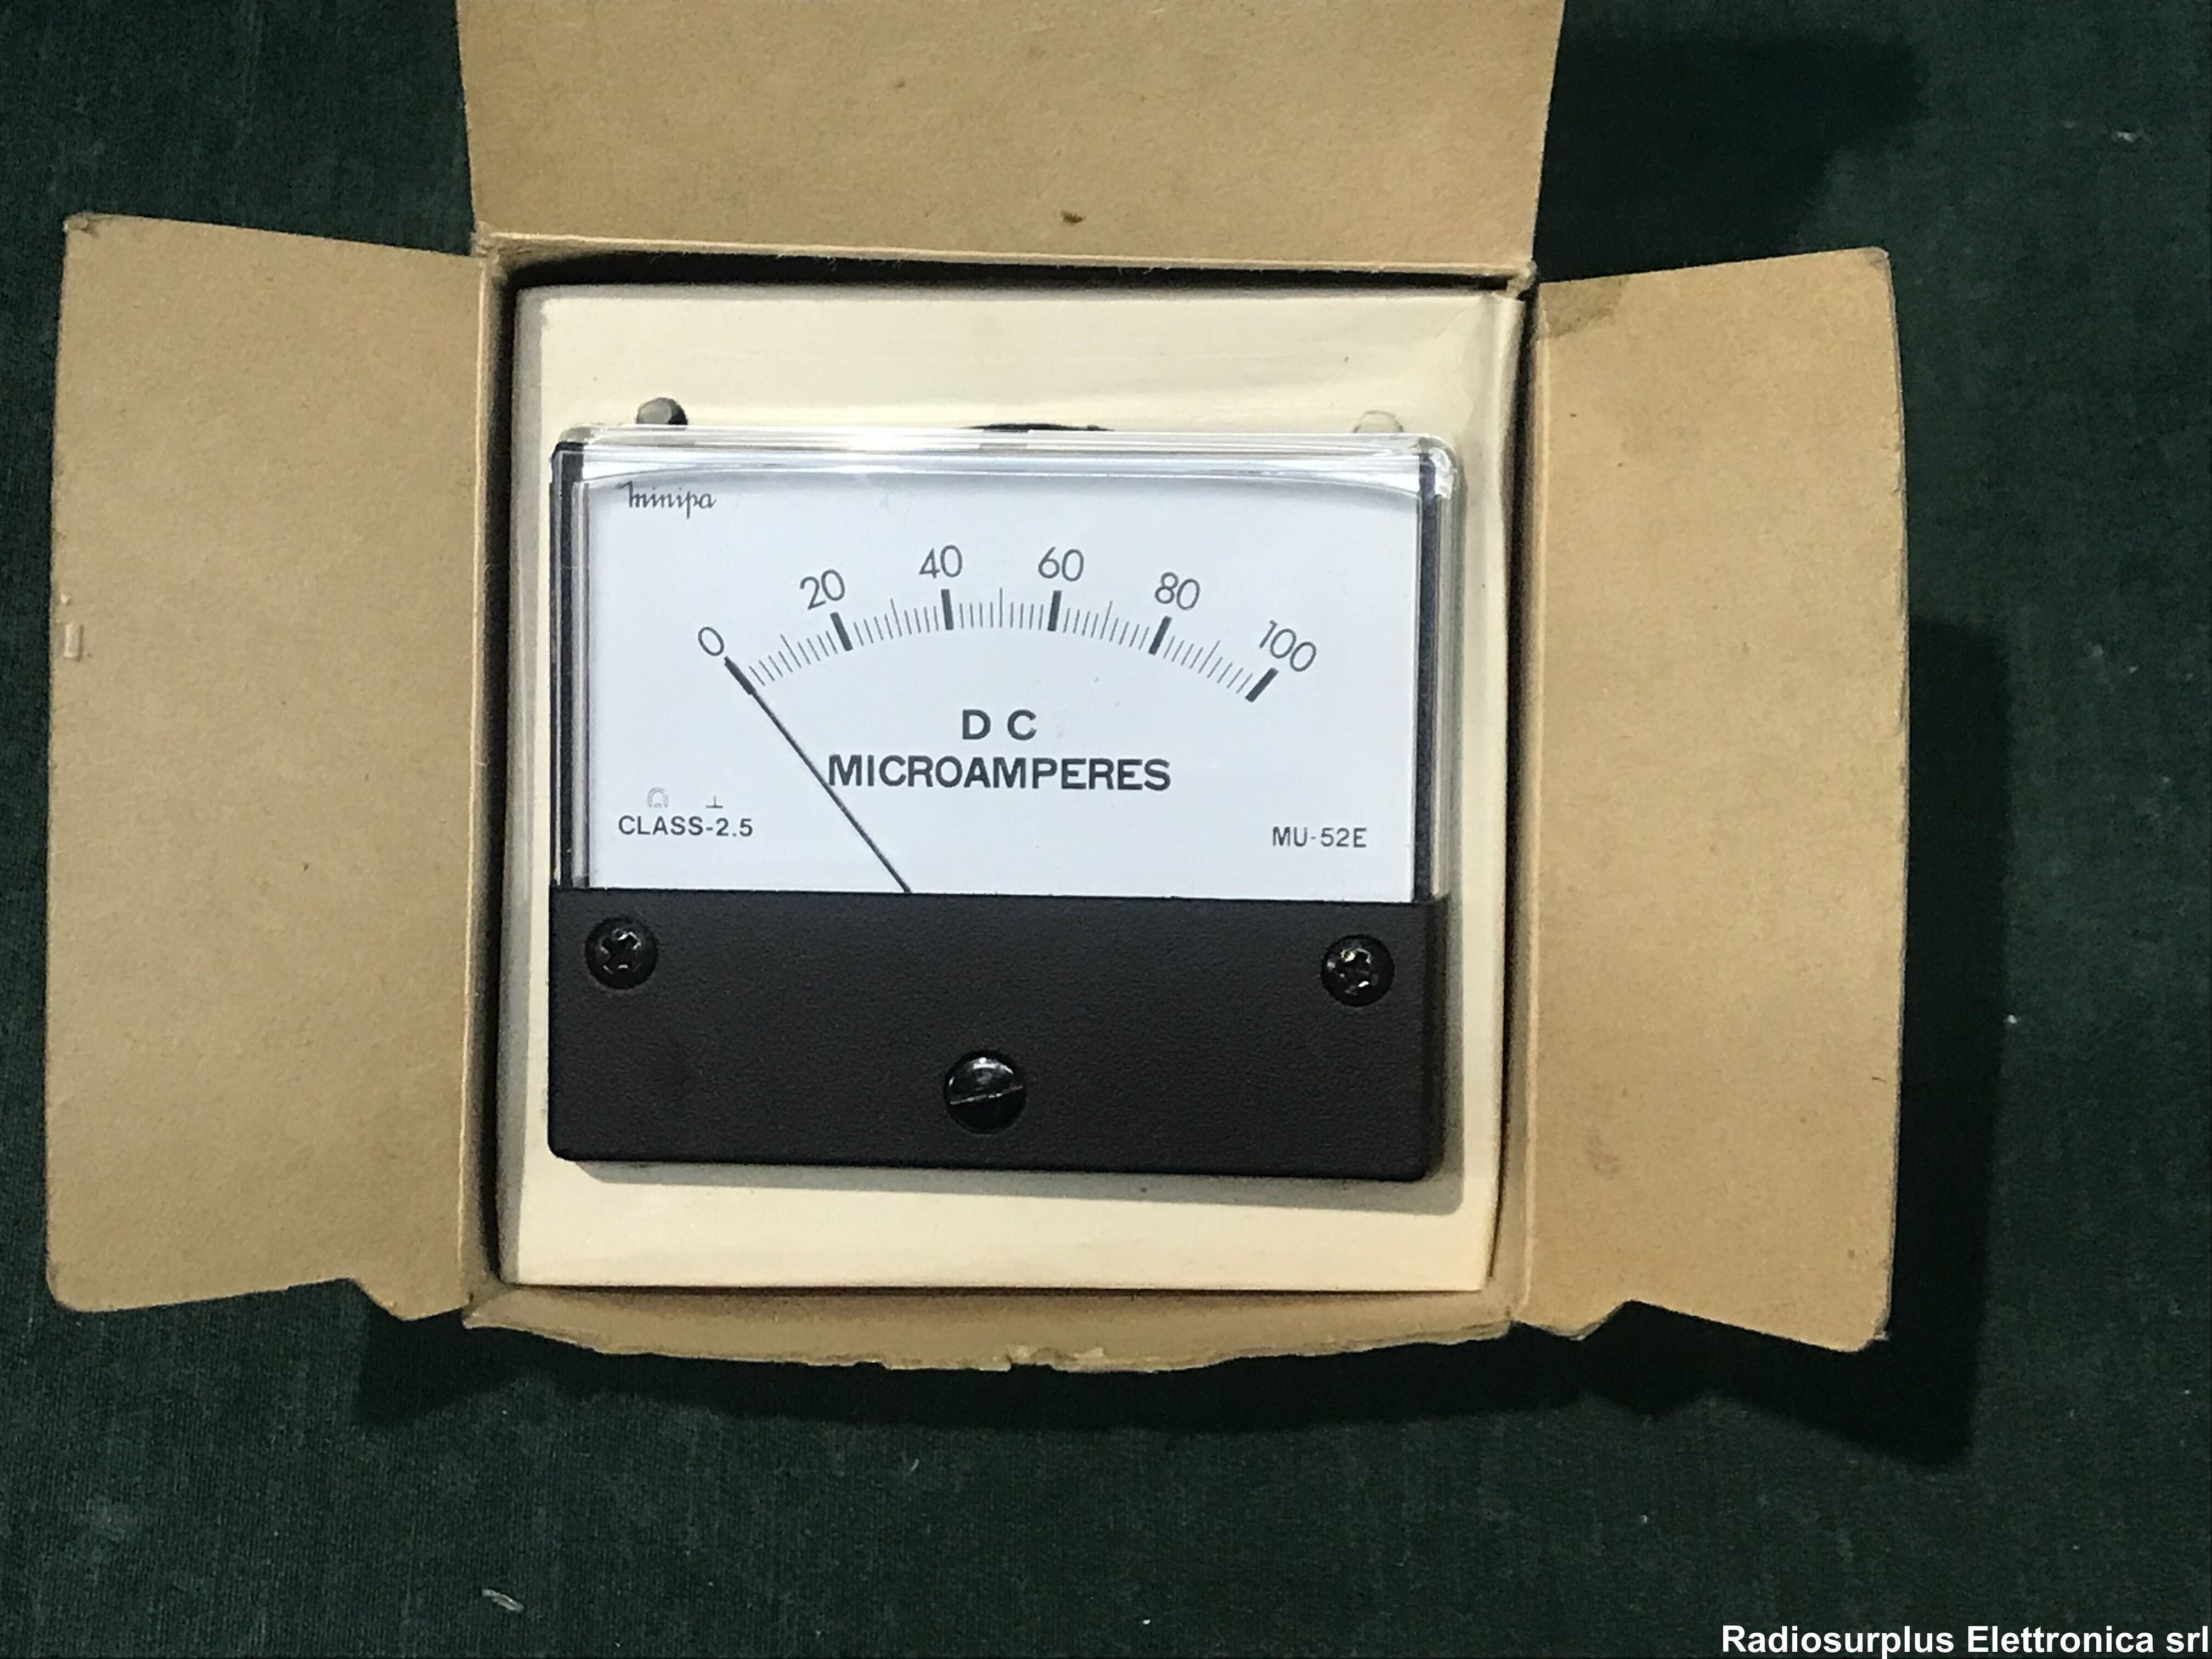 minipa
0 20 40 60 80 100
D C
MICROAMPERES
CLASS-2.5
MU-52E
Radiosurplus Elettronica srl